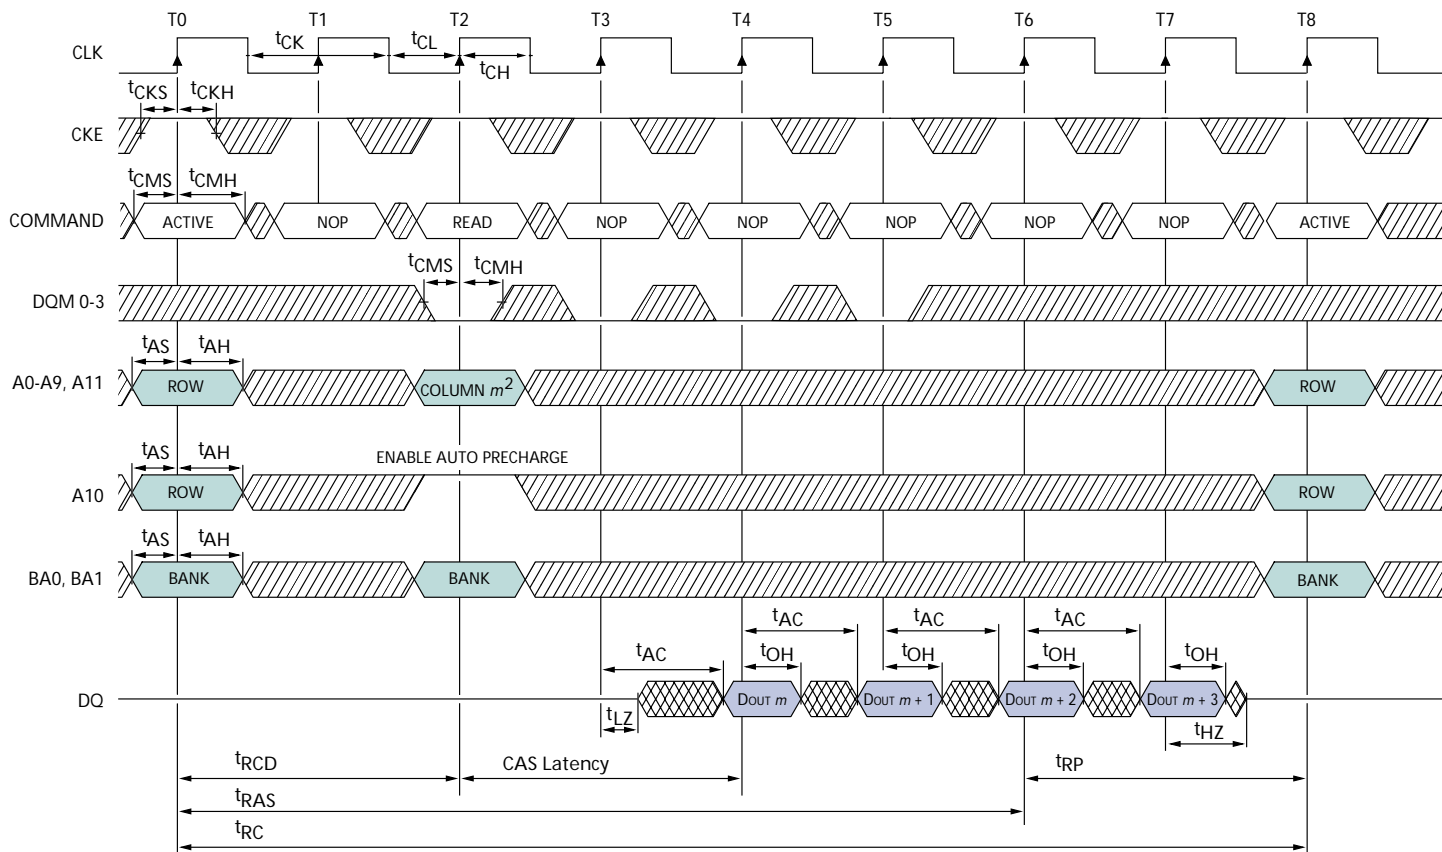 T0 T1 T2 T3 T4 T5 T6 T7 T8
CLK
tCK tCL
tCH
tCKS tCKH
CKE
tCMS tCMH
COMMAND ACTIVE NOP READ NOP NOP NOP NOP NOP ACTIVE
tCMS tCMH
DQM 0-3
tAS tAH
A0-A9, A11 ROW COLUMN m2 ROW
tAS tAH
ENABLE AUTO PRECHARGE
A10 ROW ROW
tAS tAH
BA0, BA1 BANK BANK BANK
tAC tAC tAC
tAC tOH tOH tOH tOH
DQ DOUT m DOUT m + 1 DOUT m + 2 DOUT m + 3
tLZ tHZ
tRCD CAS Latency tRP
tRAS
tRC